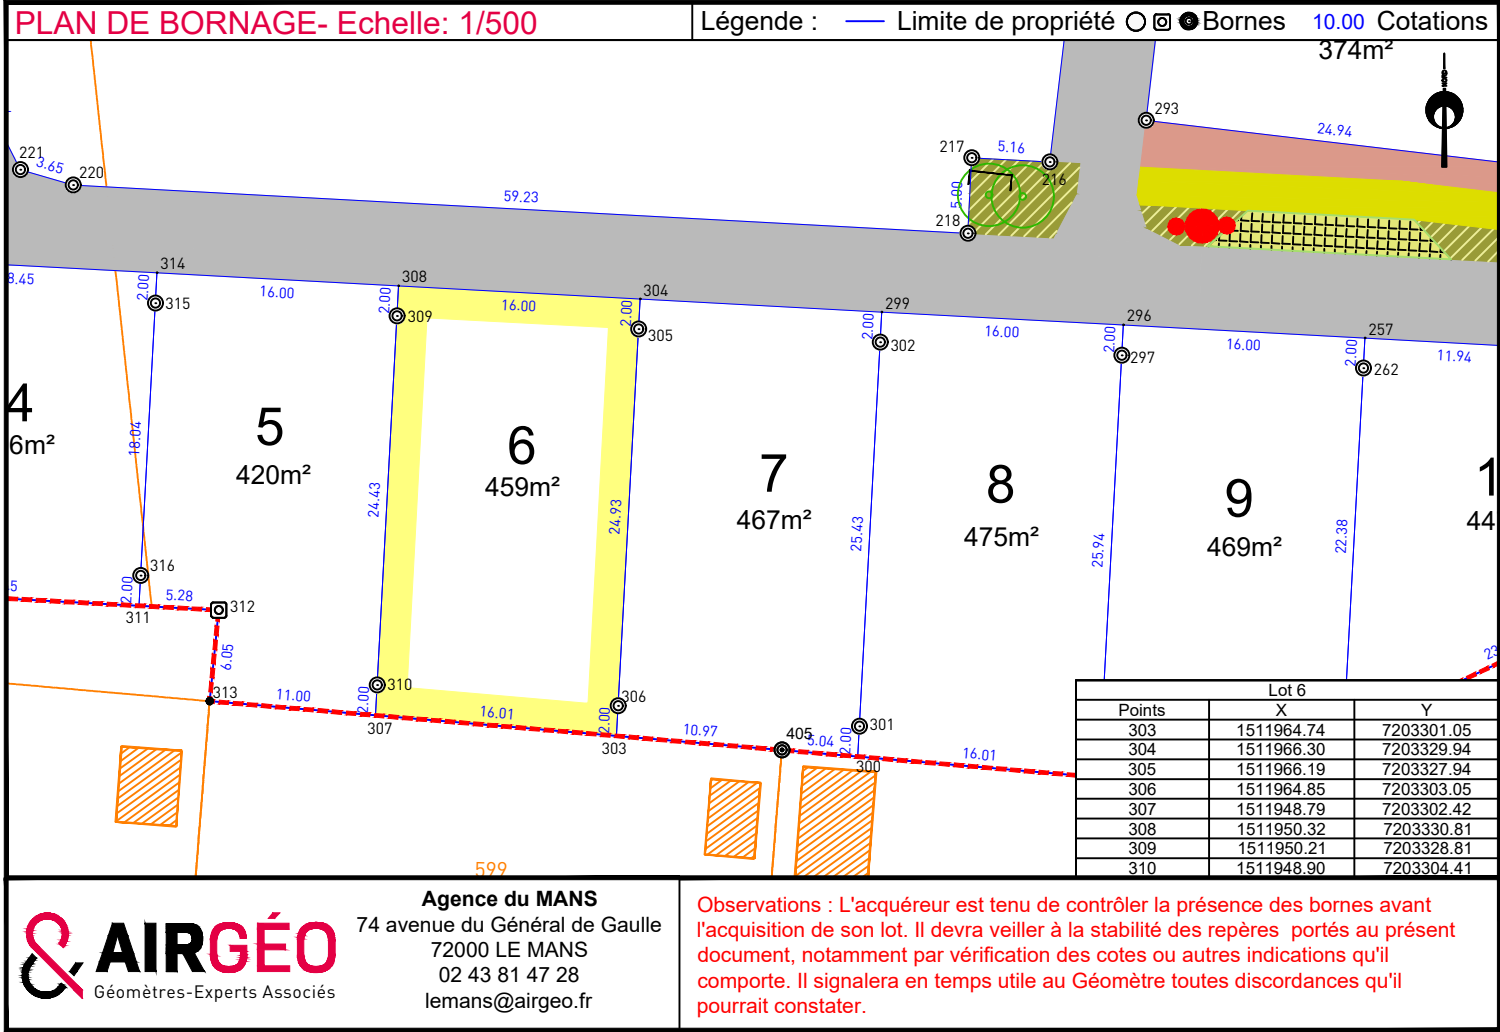 PLAN DE BORNAGE- Echelle: 1/500
Légende : Limite de propriété Bornes 10.00 Cotations
374m²
NORD
293
24.94
217 5.16
216
221 3.65 220
59.23
5.00
218
314
308
304
299
296
257
8.45
2.00 315
16.00
2.00 309
16.00
2.00 305
2.00 302
16.00
2.00 297
16.00
2.00 262
11.94
4
6m²
18.04
5
420m²
24.43
6
459m²
24.93
7
467m²
25.43
8
475m²
25.94
9
469m²
22.38
1
44
316
2.00
5
5.28
311
312
6.05
313
11.00
310
2.00
307
16.01
306
2.00
303
10.97
405
5.04
301
2.00
300
16.01
23
599
Lot 6
Points X Y
303 1511964.74 7203301.05
304 1511966.30 7203329.94
305 1511966.19 7203327.94
306 1511964.85 7203303.05
307 1511948.79 7203302.42
308 1511950.32 7203330.81
309 1511950.21 7203328.81
310 1511948.90 7203304.41
AIRGÉO
Géomètres-Experts Associés
Agence du MANS
74 avenue du Général de Gaulle
72000 LE MANS
02 43 81 47 28
lemans@airgeo.fr
Observations : L'acquéreur est tenu de contrôler la présence des bornes avant
l'acquisition de son lot. Il devra veiller à la stabilité des repères portés au présent
document, notamment par vérification des cotes ou autres indications qu'il
comporte. Il signalera en temps utile au Géomètre toutes discordances qu'il
pourrait constater.